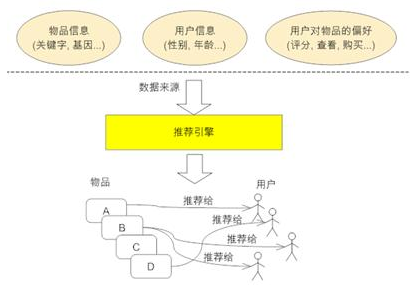 物品信息
(关键字, 基因...)
用户信息
(性别, 年龄...)
用户对物品的偏好
(评分, 查看, 购买...)
数据来源
推荐引擎
物品
用户
A
推荐给
推荐给
B
推荐给
C
推荐给
D